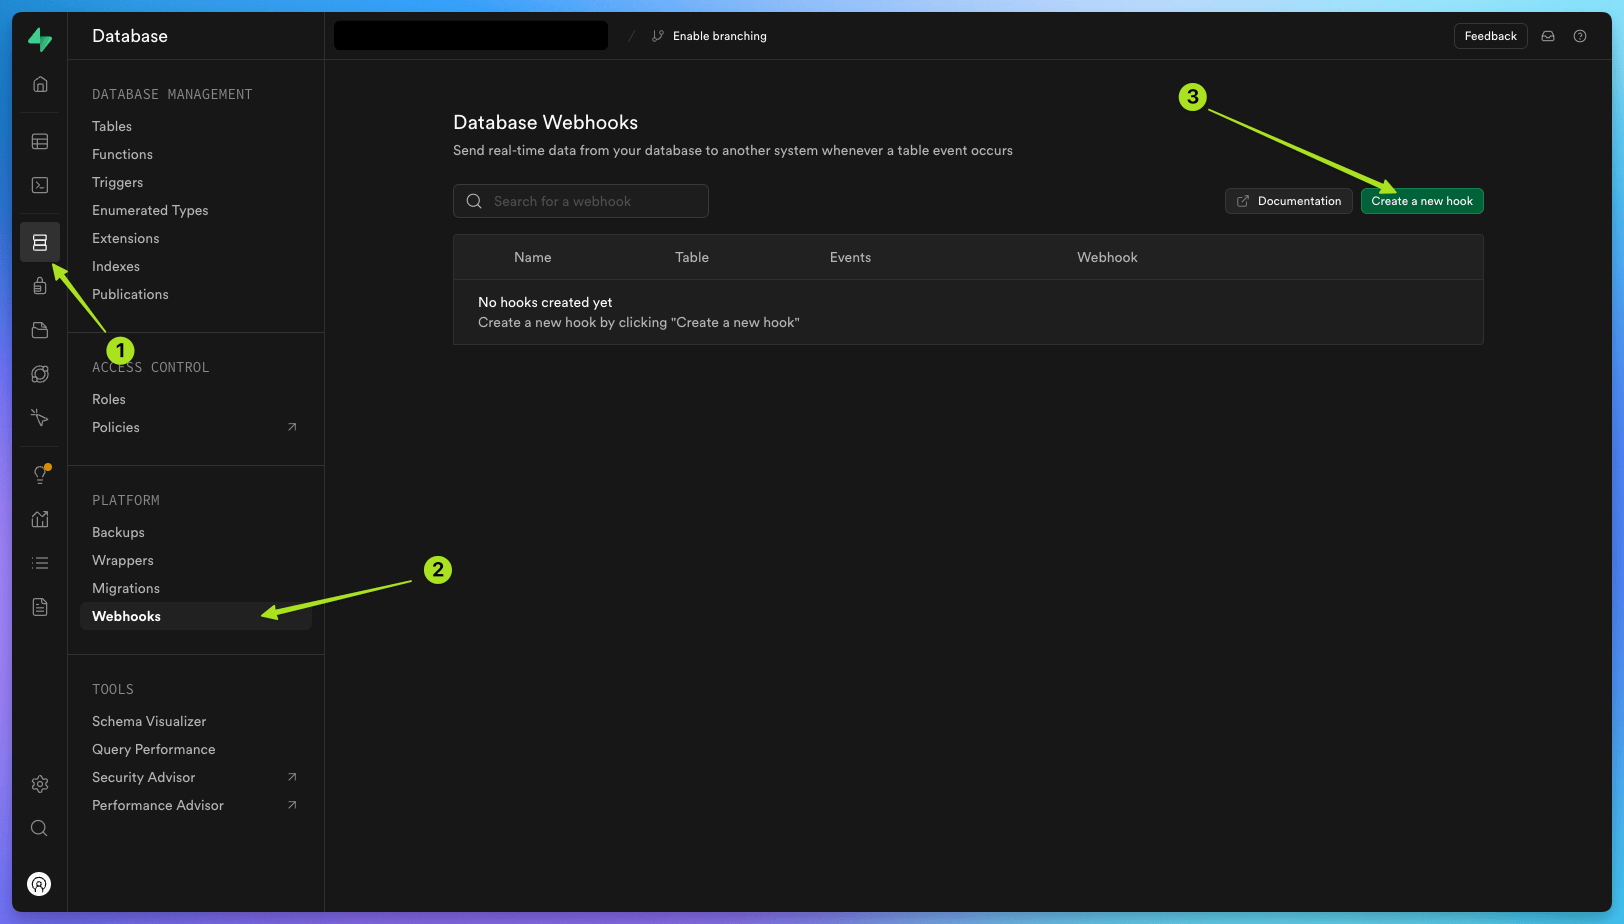 Database
Enable branching
Feedback
DATABASE MANAGEMENT
Tables
Functions
Triggers
Enumerated Types
Extensions
Indexes
Publications
1
ACCESS CONTROL
Roles
Policies
PLATFORM
Backups
Wrappers
Migrations
Webhooks
2
TOOLS
Schema Visualizer
Query Performance
Security Advisor
Performance Advisor
3
Database Webhooks
Send real-time data from your database to another system whenever a table event occurs
Search for a webhook
Documentation
Create a new hook
Name Table Events Webhook
No hooks created yet
Create a new hook by clicking "Create a new hook"